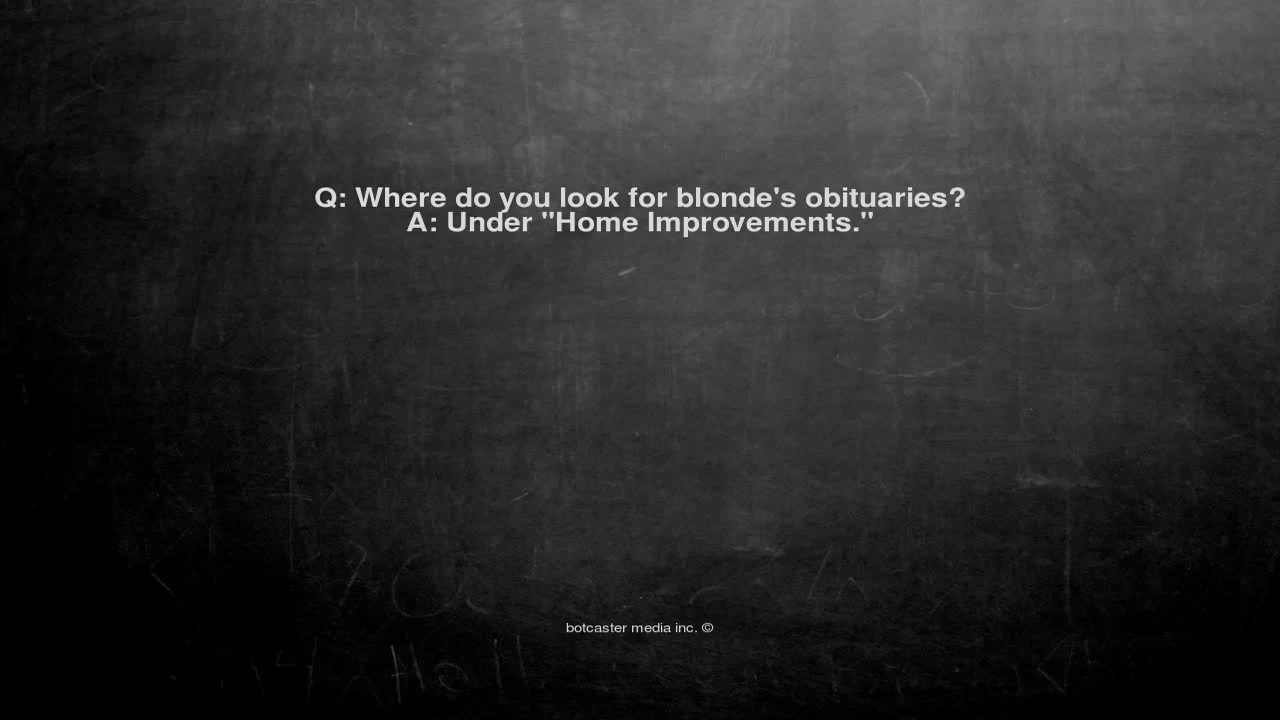 Q: Where do you look for blonde's obituaries?
A: Under "Home Improvements."
botcaster media inc. ©